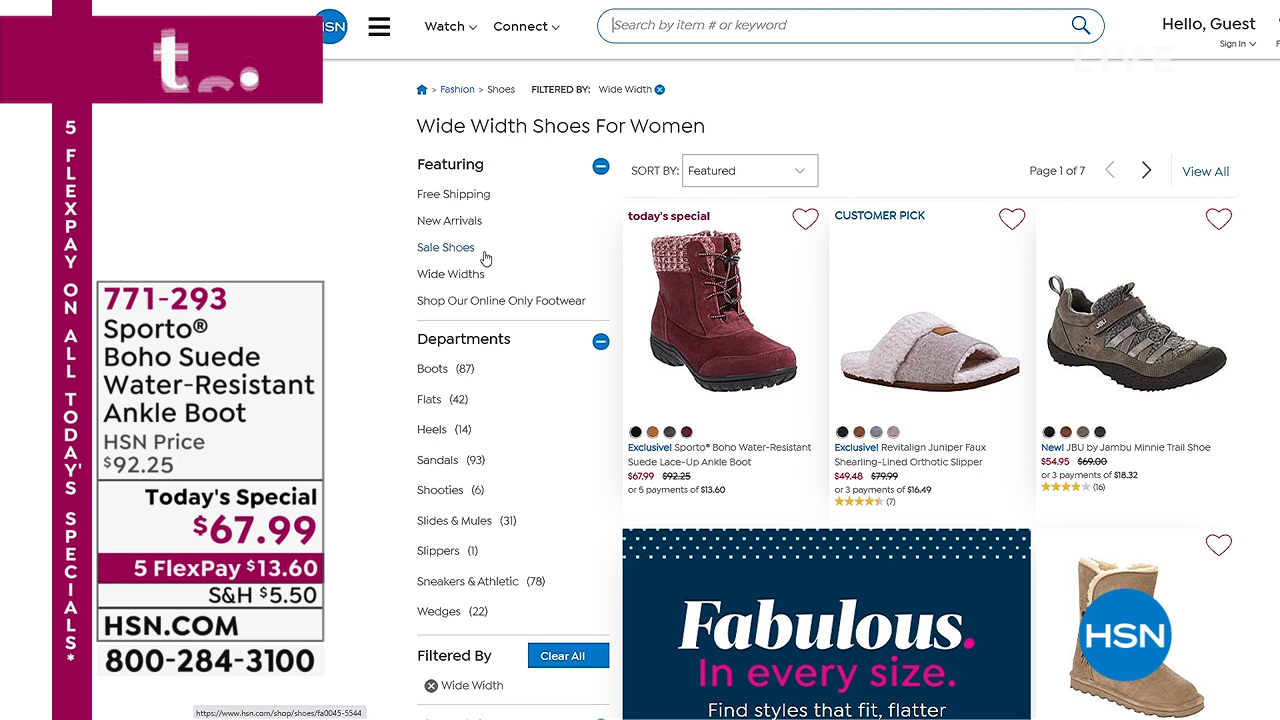 HSN
Watch
Connect
Search by item # or keyword
Hello, Guest
Sign In
LIVE
t
5 FLEXPAY ON ALL TODAY'S SPECIALS*
> Fashion > Shoes
FILTERED BY: Wide Width
Wide Width Shoes For Women
Featuring
Free Shipping
New Arrivals
Sale Shoes
Wide Widths
Shop Our Online Only Footwear
Departments
Boots (87)
Flats (42)
Heels (14)
Sandals (93)
Shooties (6)
Slides & Mules (31)
Slippers (1)
Sneakers & Athletic (78)
Wedges (22)
Filtered By
Clear All
Wide Width
SORT BY: Featured
Page 1 of 7
View All
today's special
Exclusive! Sporto® Boho Water-Resistant
Suede Lace-Up Ankle Boot
$67.99 $92.25
or 5 payments of $13.60
CUSTOMER PICK
Exclusive! Revitalign Juniper Faux
Shearling-Lined Orthotic Slipper
$49.48 $79.99
or 3 payments of $16.49
(7)
JBU
New! JBU by Jambu Minnie Trail Shoe
$54.95 $69.00
or 3 payments of $18.32
(16)
Fabulous.
In every size.
Find styles that fit, flatter
HSN
771-293
Sporto®
Boho Suede
Water-Resistant
Ankle Boot
HSN Price
$92.25
Today's Special
$67.99
5 FlexPay $13.60
S&H $5.50
HSN.COM
800-284-3100
https://www.hsn.com/shop/shoes/fa0045-5544